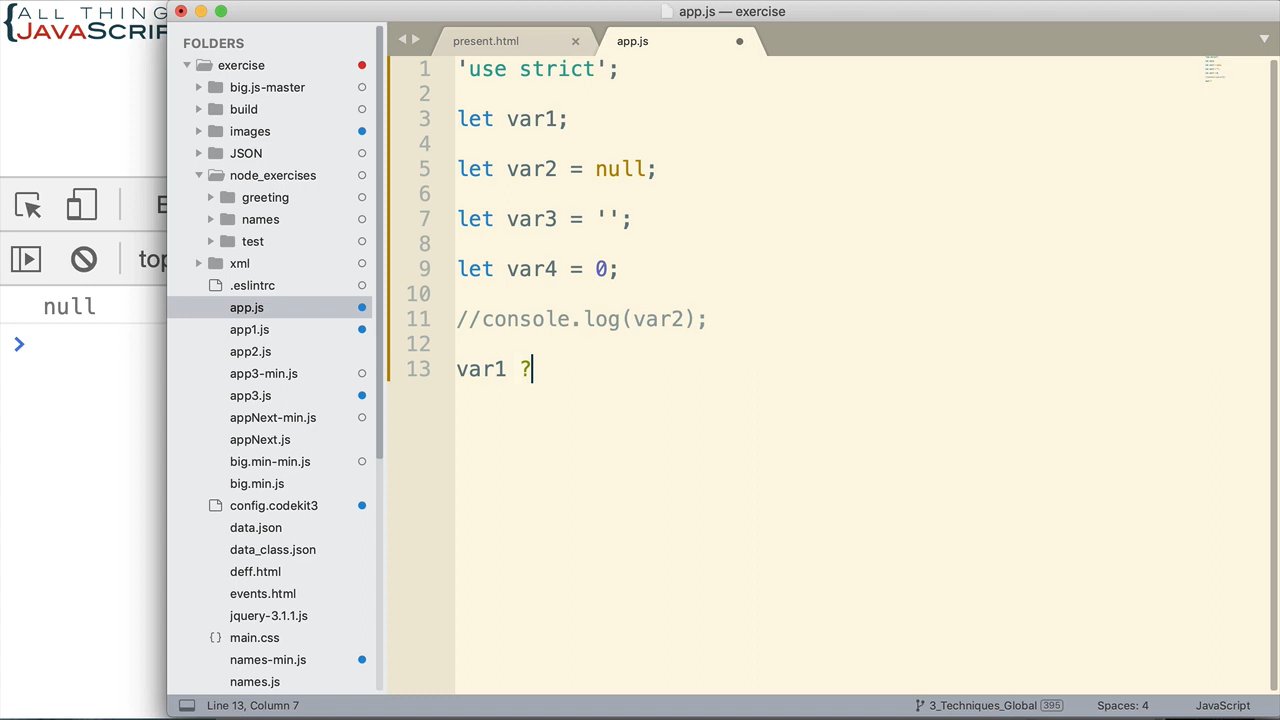 ALL THING
{JAVASCRIP
top
null
app.js — exercise
FOLDERS
exercise
big.js-master
build
images
JSON
node_exercises
greeting
names
test
xml
.eslintrc
app.js
app1.js
app2.js
app3-min.js
app3.js
appNext-min.js
appNext.js
big.min-min.js
big.min.js
config.codekit3
data.json
data_class.json
deff.html
events.html
jquery-3.1.1.js
{} main.css
names-min.js
names.js
present.html
app.js
1 'use strict';
2
3 let var1;
4
5 let var2 = null;
6
7 let var3 = '';
8
9 let var4 = 0;
10
11 //console.log(var2);
12
13 var1 ?
Line 13, Column 7
3_Techniques_Global 395
Spaces: 4
JavaScript